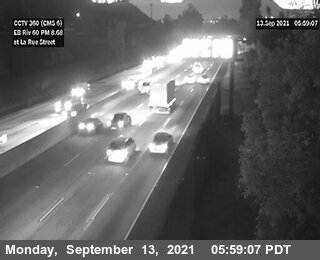 CCTV 360 (CMS 6)
EB Riv 60 PM 8.68
at La Rue Street
13 Sep 2021 05:59:07
Monday, September 13, 2021 05:59:07 PDT